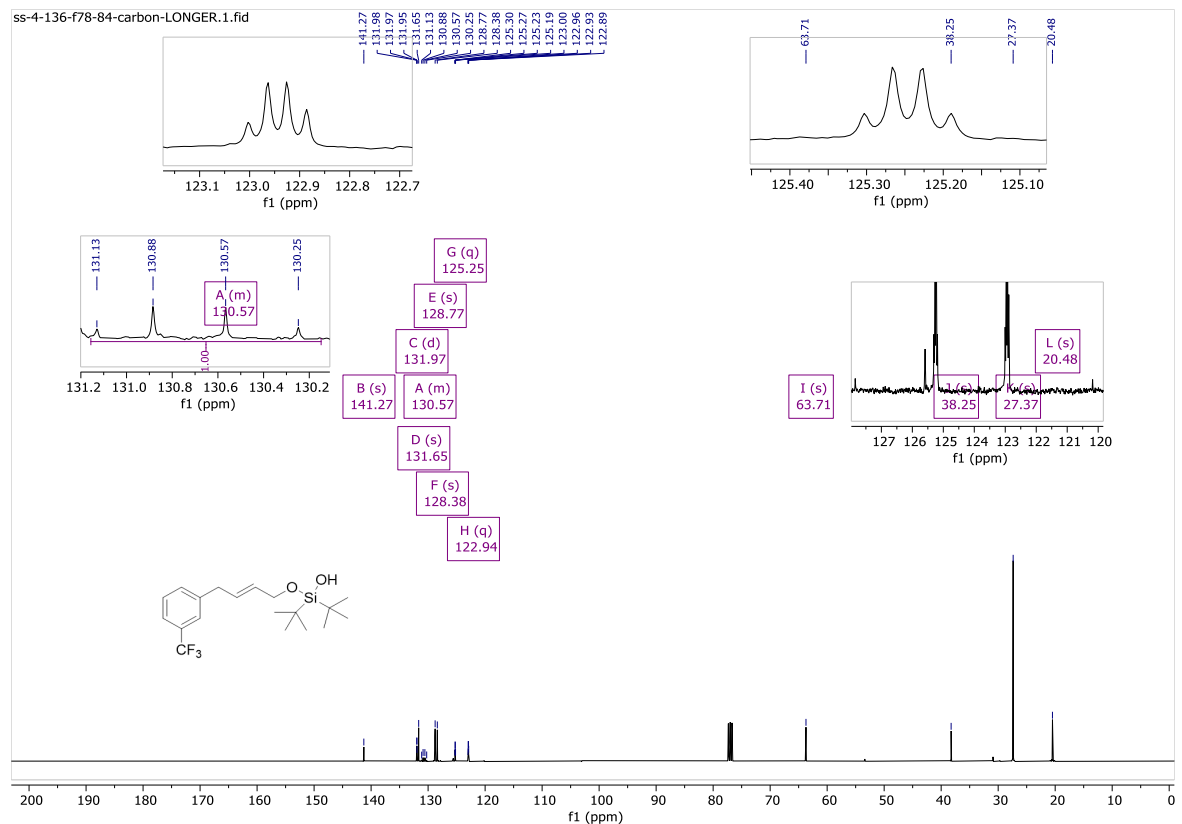 ss-4-136-f78-84-carbon-LONGER.1.fid
141.27
131.98
131.97
131.95
131.65
131.13
130.88
130.57
130.25
128.77
128.38
125.30
125.27
125.23
125.19
123.00
122.96
122.93
122.89
63.71
38.25
27.37
20.48
123.1 123.0 122.9 122.8 122.7
f1 (ppm)
125.40 125.30 125.20 125.10
f1 (ppm)
131.13
130.88
130.57
130.25
A (m)
130.57
1.00
131.2 131.0 130.8 130.6 130.4 130.2
f1 (ppm)
G (q)
125.25
E (s)
128.77
C (d)
131.97
B (s)
141.27
A (m)
130.57
D (s)
131.65
F (s)
128.38
H (q)
122.94
I (s)
63.71
J (s)
38.25
K (s)
27.37
L (s)
20.48
127 126 125 124 123 122 121 120
f1 (ppm)
OH
O
Si
CF3
200 190 180 170 160 150 140 130 120 110 100 90 80 70 60 50 40 30 20 10 0
f1 (ppm)